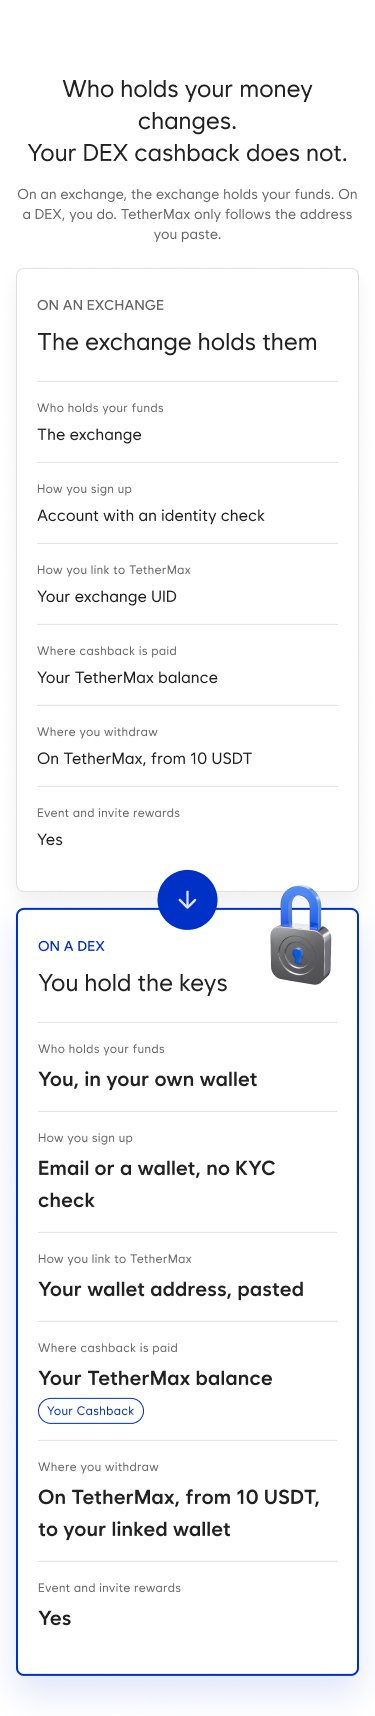 Who holds your money
changes.
Your DEX cashback does not.
On an exchange, the exchange holds your funds. On
a DEX, you do. TetherMax only follows the address
you paste.
ON AN EXCHANGE
The exchange holds them
Who holds your funds
The exchange
How you sign up
Account with an identity check
How you link to TetherMax
Your exchange UID
Where cashback is paid
Your TetherMax balance
Where you withdraw
On TetherMax, from 10 USDT
Event and invite rewards
Yes
ON A DEX
You hold the keys
Who holds your funds
You, in your own wallet
How you sign up
Email or a wallet, no KYC
check
How you link to TetherMax
Your wallet address, pasted
Where cashback is paid
Your TetherMax balance
Your Cashback
Where you withdraw
On TetherMax, from 10 USDT,
to your linked wallet
Event and invite rewards
Yes